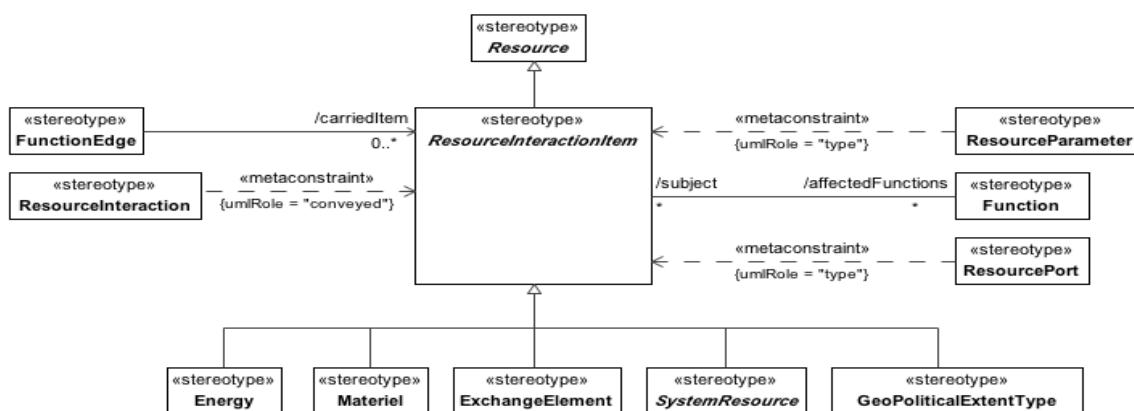 «stereotype»
Resource
«stereotype»
FunctionEdge
/carriedItem
0..*
«stereotype»
ResourceInteractionItem
«metaconstraint»
{umlRole = "type"}
«stereotype»
ResourceParameter
«stereotype»
ResourceInteraction
«metaconstraint»
{umlRole = "conveyed"}
/subject
*
/affectedFunctions
*
«stereotype»
Function
«metaconstraint»
{umlRole = "type"}
«stereotype»
ResourcePort
«stereotype»
Energy
«stereotype»
Materiel
«stereotype»
ExchangeElement
«stereotype»
SystemResource
«stereotype»
GeoPoliticalExtentType